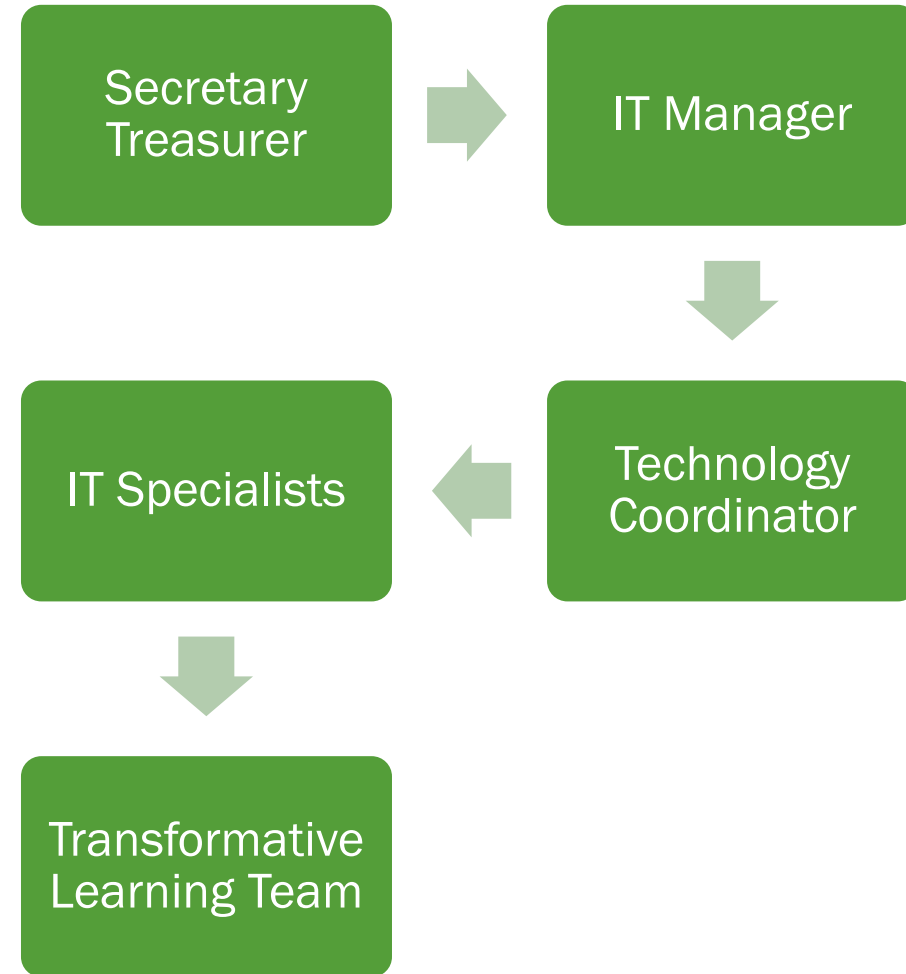 Secretary
Treasurer
IT Manager
Technology
Coordinator
IT Specialists
Transformative
Learning Team